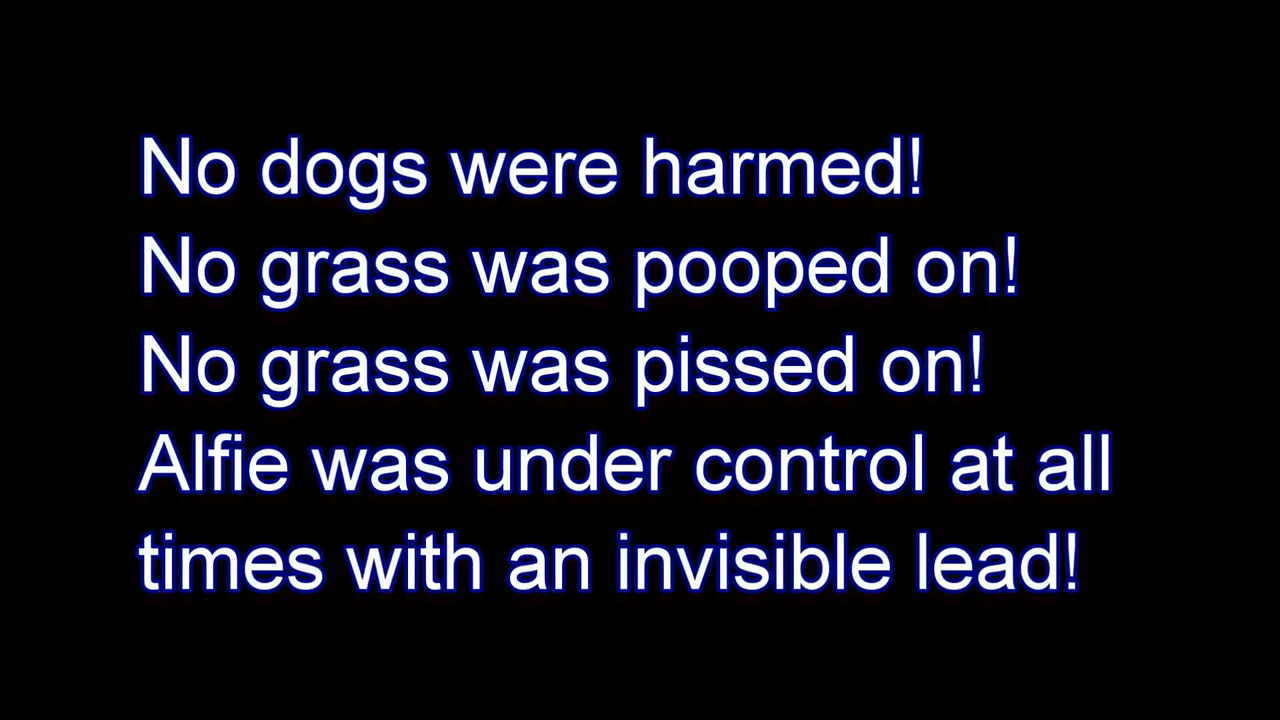 No dogs were harmed!
No grass was pooped on!
No grass was pissed on!
Alfie was under control at all
times with an invisible lead!